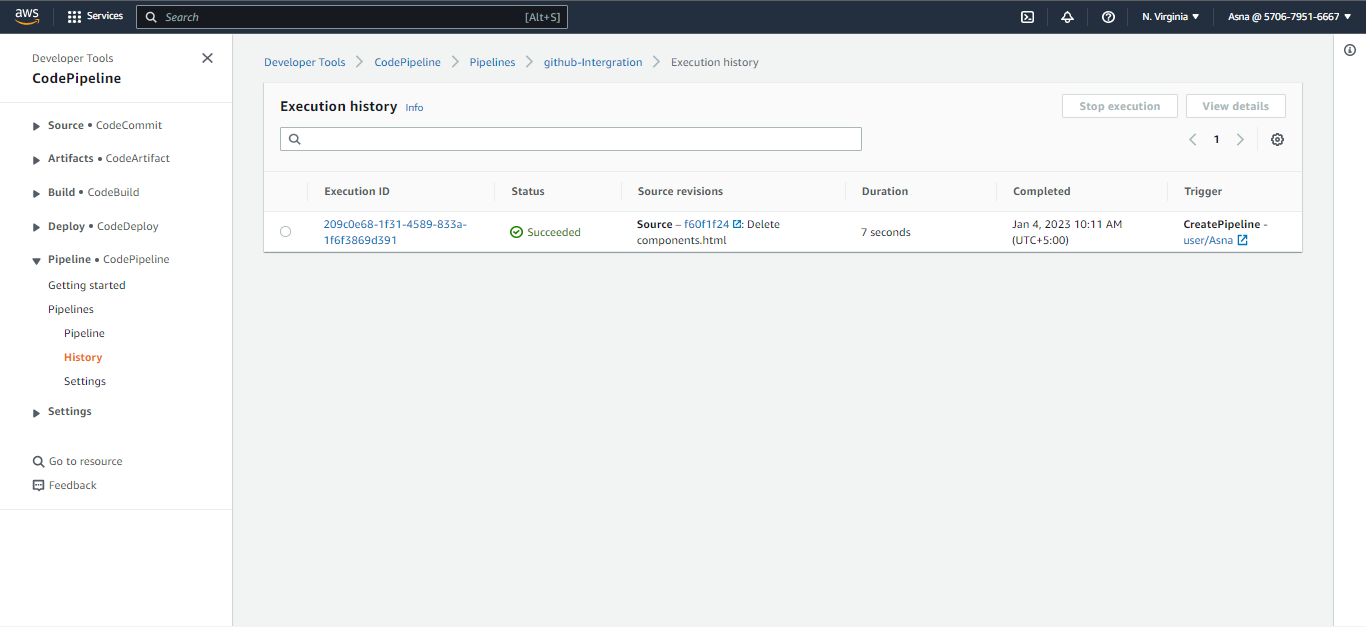 aws Services Search [Alt+S] N. Virginia Asna @ 5706-7951-6667
Developer Tools
CodePipeline
Source • CodeCommit
Artifacts • CodeArtifact
Build • CodeBuild
Deploy • CodeDeploy
Pipeline • CodePipeline
Getting started
Pipelines
Pipeline
History
Settings
Settings
Go to resource
Feedback
Developer Tools CodePipeline Pipelines github-Intergration Execution history
Execution history Info Stop execution View details
1
Execution ID Status Source revisions Duration Completed Trigger
209c0e68-1f31-4589-833a-
1f6f3869d391
Succeeded
Source – f60f1f24 : Delete
components.html
7 seconds
Jan 4, 2023 10:11 AM
(UTC+5:00)
CreatePipeline -
user/Asna